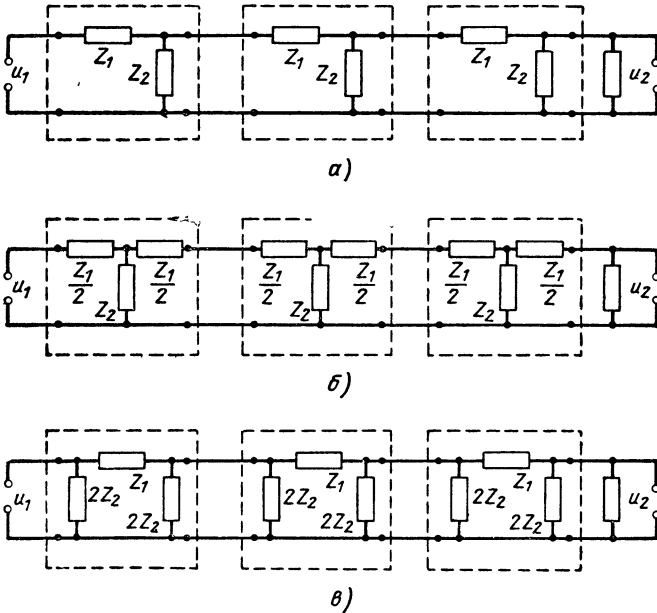 u₁ Z₁ Z₂ Z₁ Z₂ Z₁ Z₂ u₂
а)
u₁ Z₁/2 Z₁/2 Z₂ Z₁/2 Z₁/2 Z₂ Z₁/2 Z₁/2 Z₂ u₂
б)
u₁ 2Z₂ Z₁ 2Z₂ 2Z₂ Z₁ 2Z₂ 2Z₂ Z₁ 2Z₂ u₂
в)